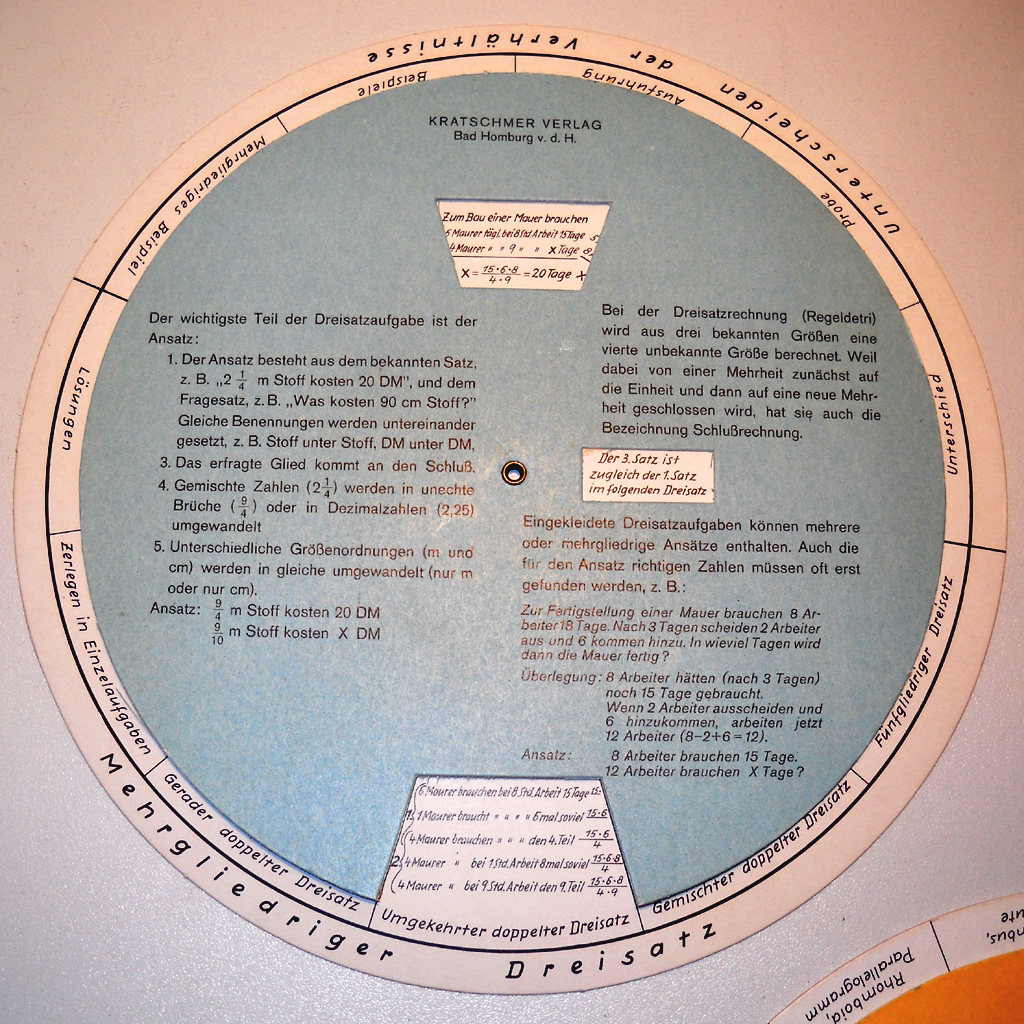 Unterscheiden der Verhältnisse
Mehrgliedriges Beispiel
Beispiele
Ausführung
Probe
Unterschied
KRATSCHMER VERLAG
Bad Homburg v. d. H.
Zum Bau einer Mauer brauchen
6 Maurer tägl. bei 8 Std. Arbeit 15 Tage
4 Maurer " " 9 " " X Tage
X = 15·6·8 / 4·9 = 20 Tage
Der wichtigste Teil der Dreisatzaufgabe ist der
Ansatz:
1. Der Ansatz besteht aus dem bekannten Satz,
z. B. „2 1/4 m Stoff kosten 20 DM", und dem
Fragesatz, z. B. „Was kosten 90 cm Stoff?"
Gleiche Benennungen werden untereinander
gesetzt, z. B. Stoff unter Stoff, DM unter DM,
3. Das erfragte Glied kommt an den Schluß.
4. Gemischte Zahlen (2 1/4) werden in unechte
Brüche (9/4) oder in Dezimalzahlen (2,25)
umgewandelt
5. Unterschiedliche Größenordnungen (m und
cm) werden in gleiche umgewandelt (nur m
oder nur cm).
Ansatz: 9/4 m Stoff kosten 20 DM
9/10 m Stoff kosten X DM
Bei der Dreisatzrechnung (Regeldetri)
wird aus drei bekannten Größen eine
vierte unbekannte Größe berechnet. Weil
dabei von einer Mehrheit zunächst auf
die Einheit und dann auf eine neue Mehr-
heit geschlossen wird, hat sie auch die
Bezeichnung Schlußrechnung.
Der 3. Satz ist
zugleich der 1. Satz
im folgenden Dreisatz
Eingekleidete Dreisatzaufgaben können mehrere
oder mehrgliedrige Ansätze enthalten. Auch die
für den Ansatz richtigen Zahlen müssen oft erst
gefunden werden, z. B.:
Zur Fertigstellung einer Mauer brauchen 8 Ar-
beiter 18 Tage. Nach 3 Tagen scheiden 2 Arbeiter
aus und 6 kommen hinzu. In wieviel Tagen wird
dann die Mauer fertig?
Überlegung: 8 Arbeiter hätten (nach 3 Tagen)
noch 15 Tage gebraucht.
Wenn 2 Arbeiter ausscheiden und
6 hinzukommen, arbeiten jetzt
12 Arbeiter (8–2+6=12).
Ansatz: 8 Arbeiter brauchen 15 Tage.
12 Arbeiter brauchen X Tage?
6 Maurer brauchen bei 8 Std. Arbeit 15 Tage 15
1. 1 Maurer braucht " " " 6 mal soviel 15·6
4 Maurer brauchen " " " den 4. Teil 15·6 / 4
2. 4 Maurer " bei 1 Std. Arbeit 8 mal soviel 15·6·8 / 4
4 Maurer " bei 9 Std. Arbeit den 9. Teil 15·6·8 / 4·9
Lösungen
Zerlegen in Einzelaufgaben
Gerader doppelter Dreisatz
Umgekehrter doppelter Dreisatz
Gemischter doppelter Dreisatz
Fünfgliedriger Dreisatz
Mehrgliedriger Dreisatz
Rhomboid,
Parallelogramm